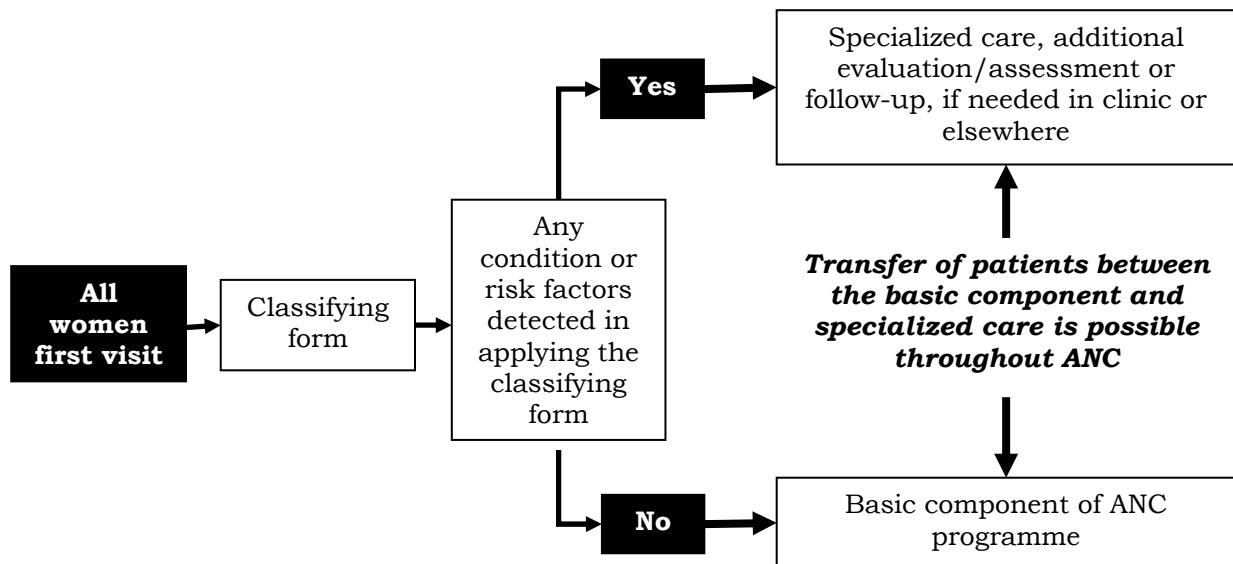 All
women
first visit
Classifying
form
Any
condition or
risk factors
detected in
applying the
classifying
form
Yes
Specialized care, additional
evaluation/assessment or
follow-up, if needed in clinic or
elsewhere
Transfer of patients between
the basic component and
specialized care is possible
throughout ANC
No
Basic component of ANC
programme